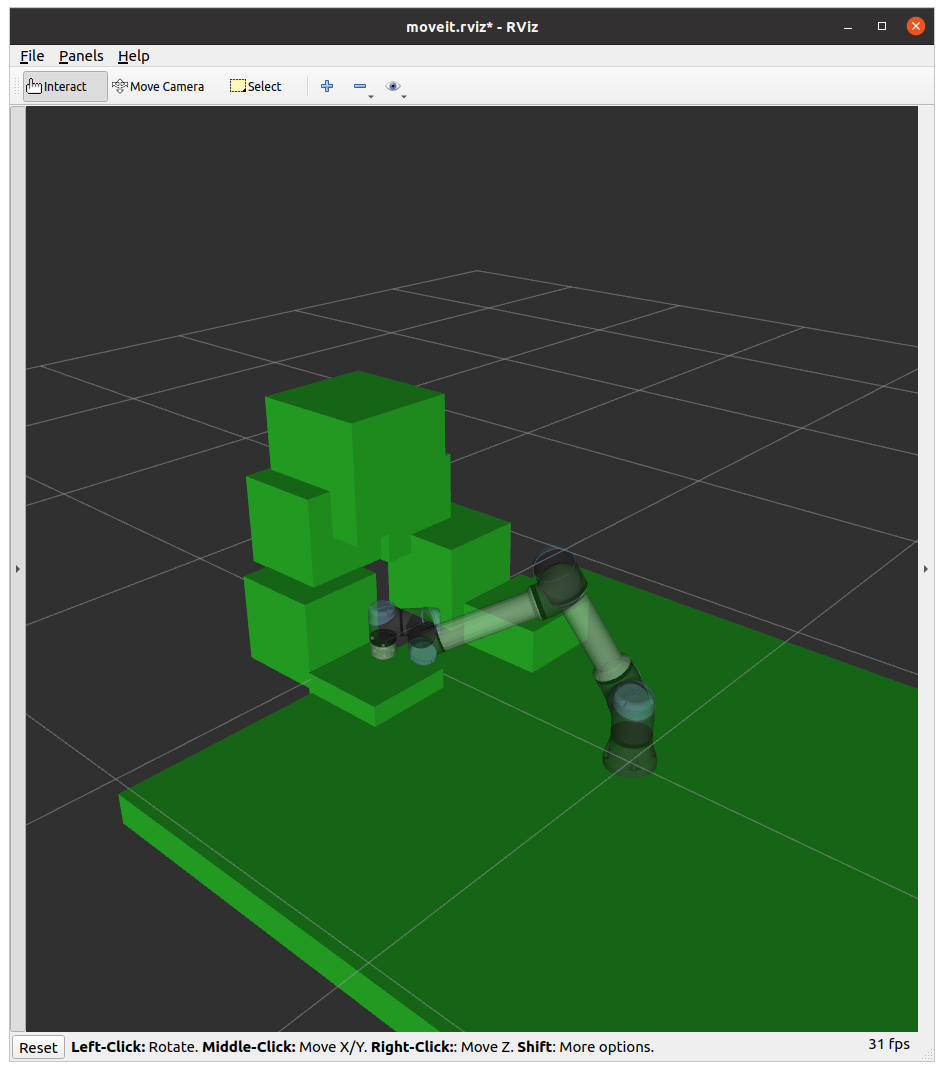 moveit.rviz* - RViz
File Panels Help
Interact Move Camera Select
Reset Left-Click: Rotate. Middle-Click: Move X/Y. Right-Click:: Move Z. Shift: More options. 31 fps